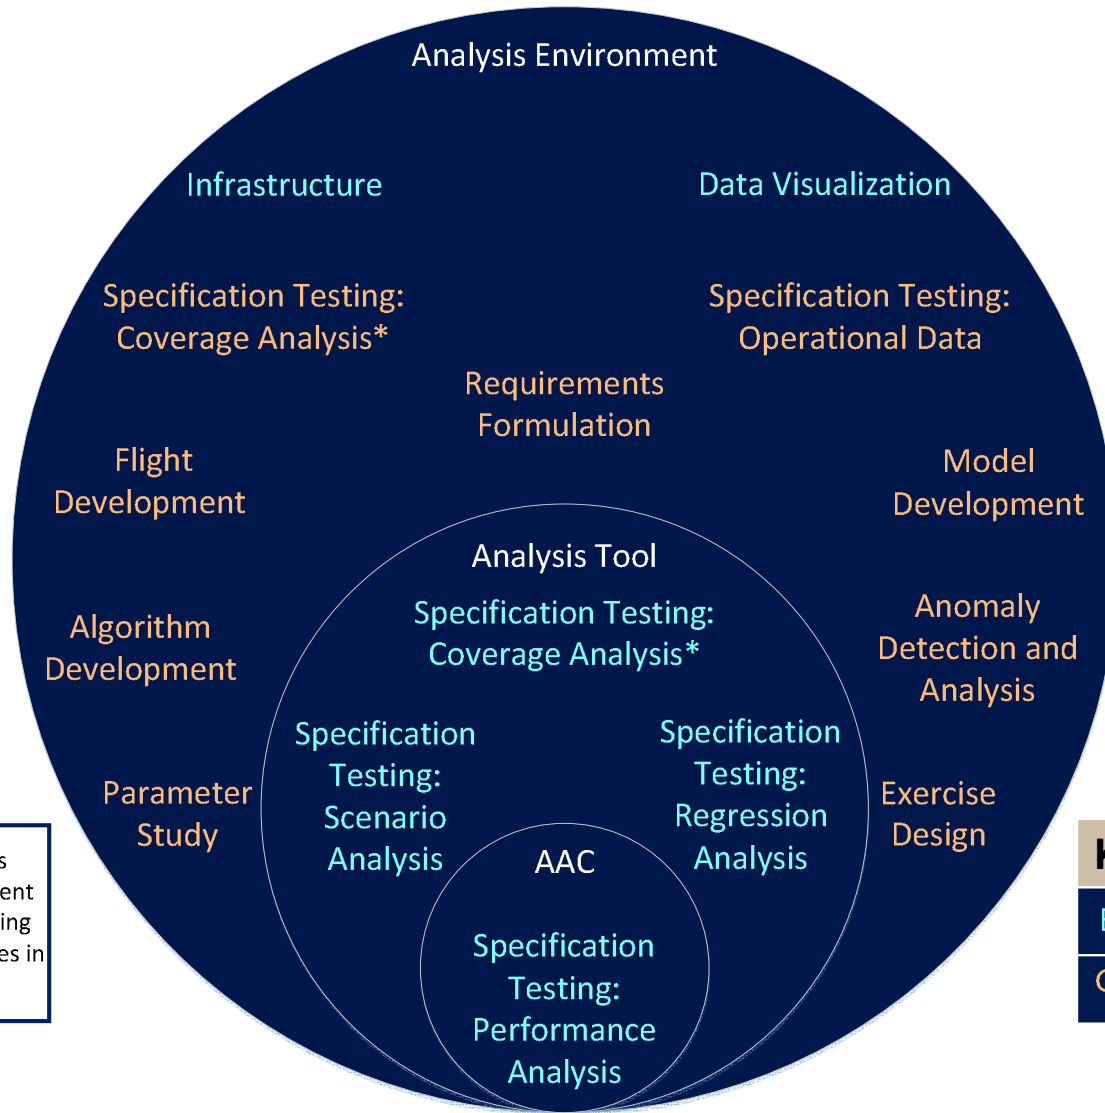 Analysis Environment
Infrastructure
Data Visualization
Specification Testing:
Coverage Analysis*
Specification Testing:
Operational Data
Requirements
Formulation
Flight
Development
Model
Development
Analysis Tool
Specification Testing:
Coverage Analysis*
Algorithm
Development
Anomaly
Detection and
Analysis
Specification
Testing:
Scenario
Analysis
Specification
Testing:
Regression
Analysis
Parameter
Study
Exercise
Design
AAC
Specification
Testing:
Performance
Analysis
in